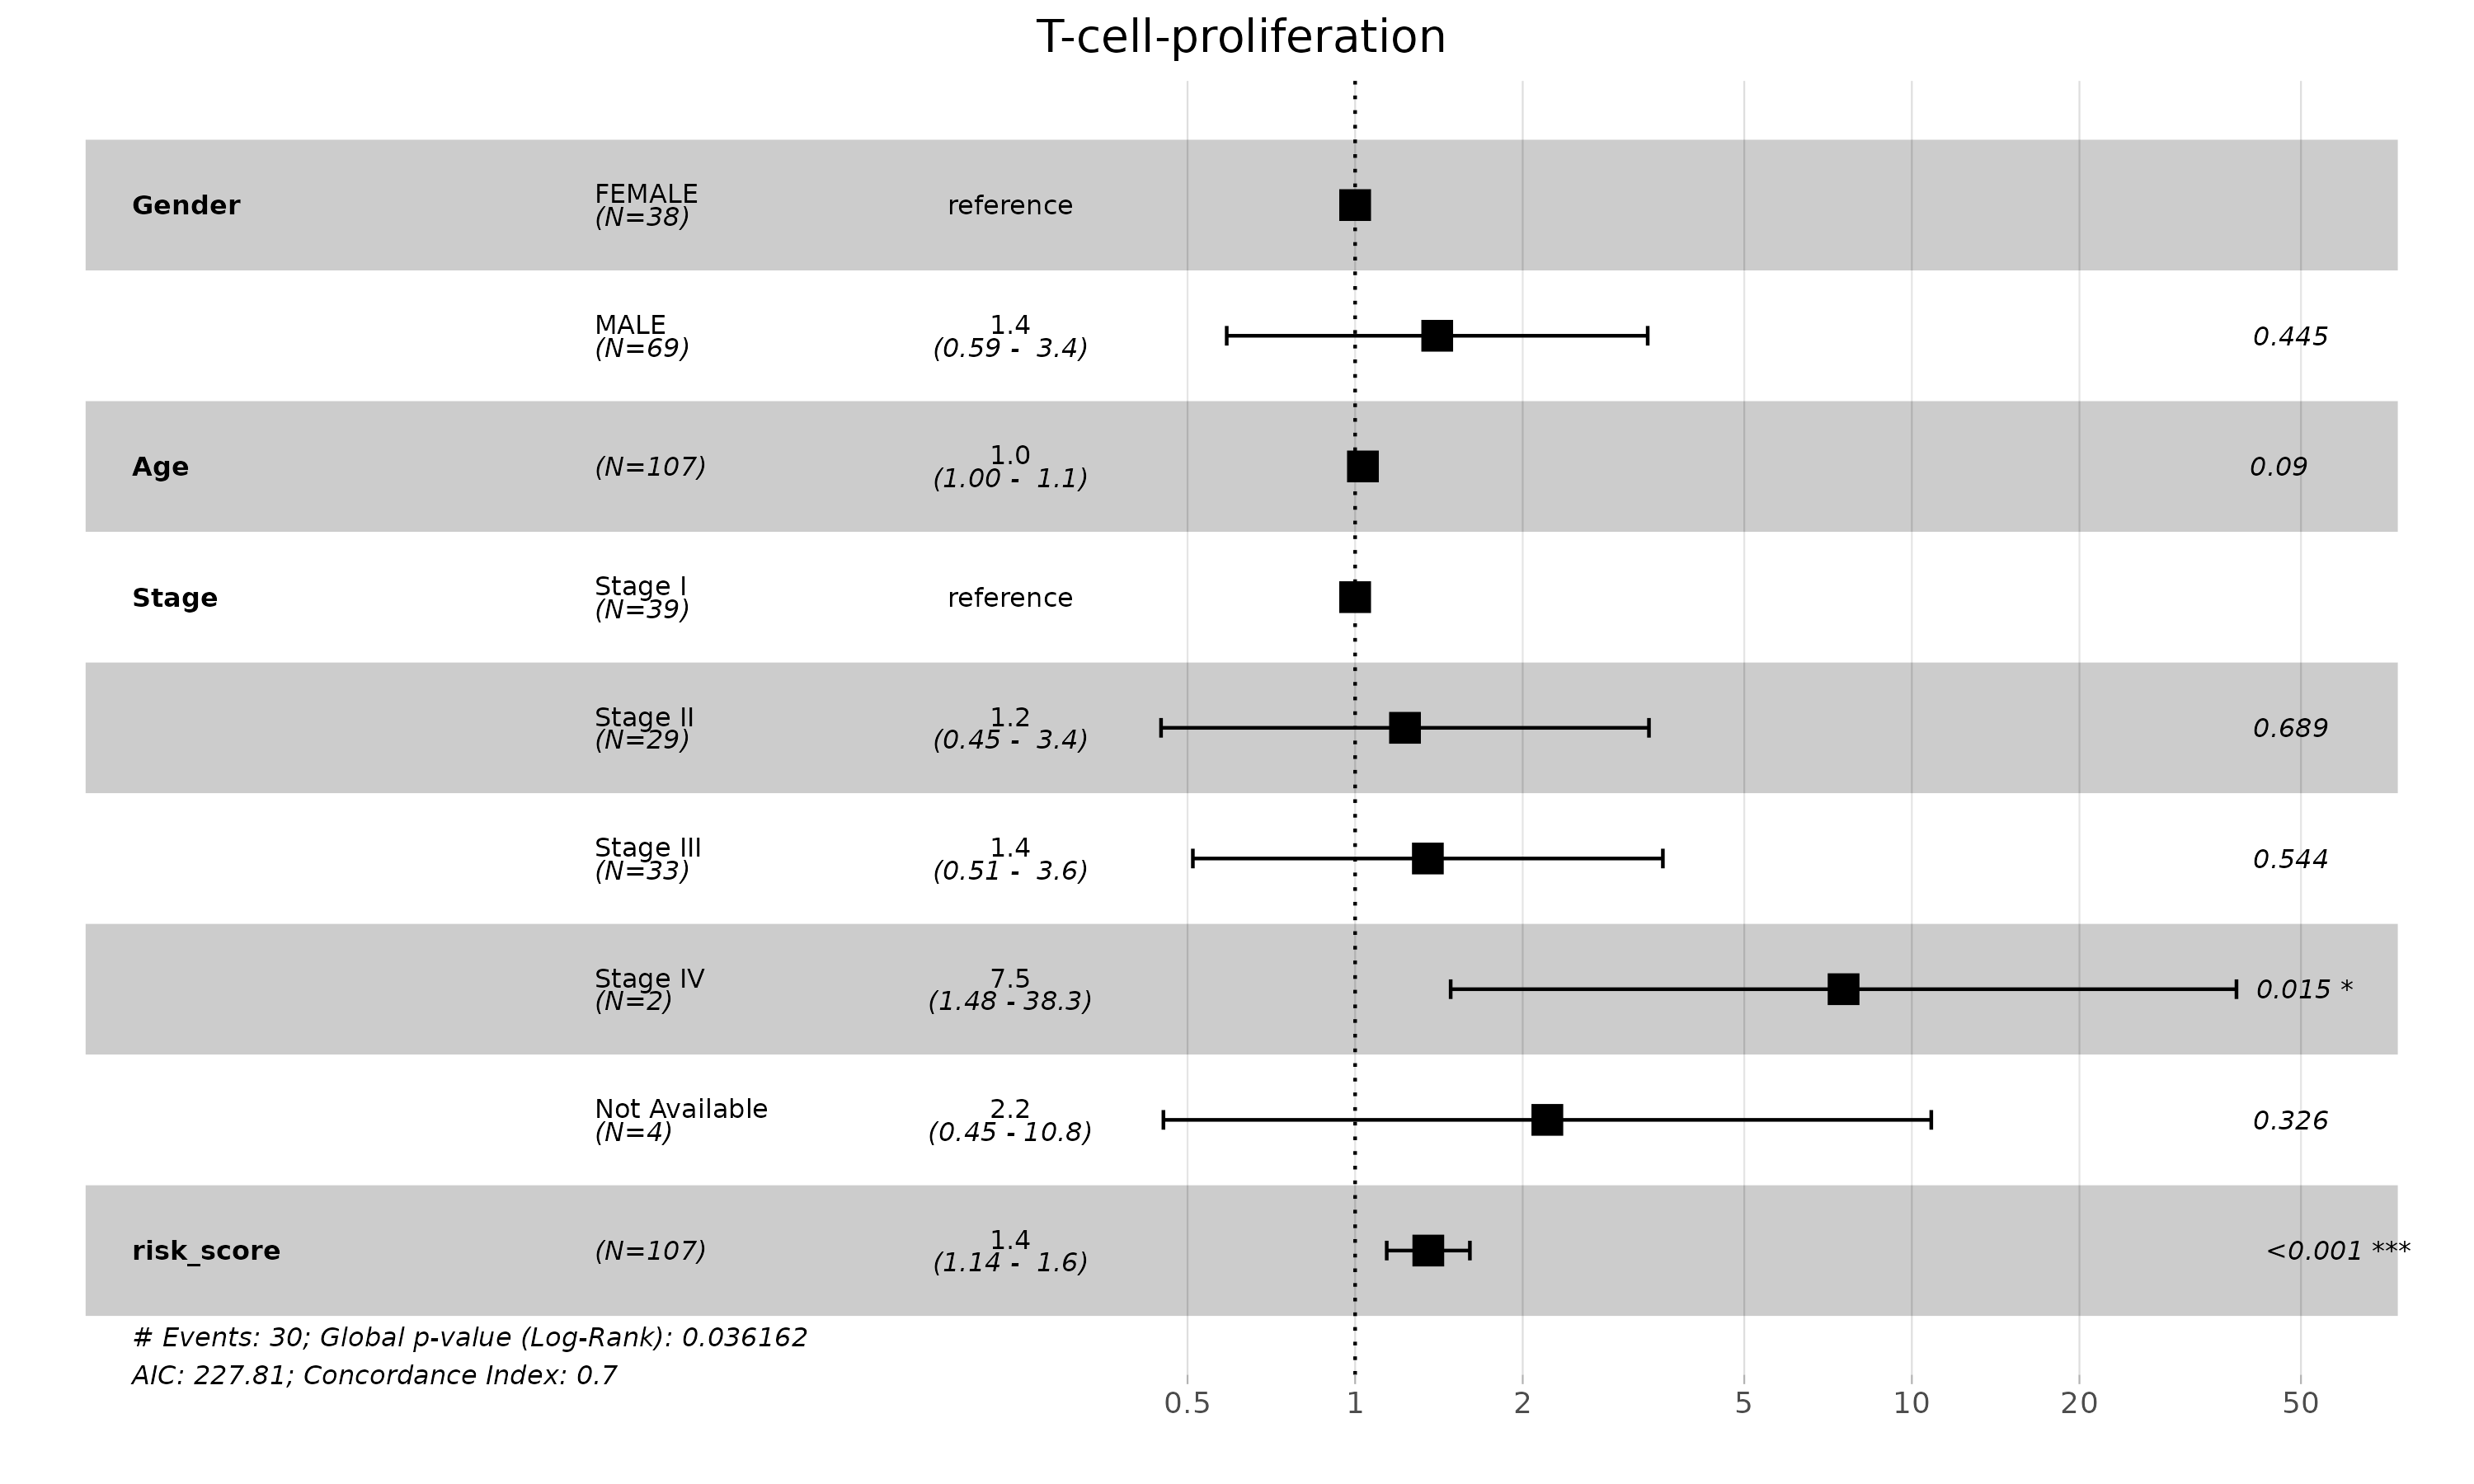 T-cell-proliferation
Gender
FEMALE
(N=38)
reference
MALE
(N=69)
1.4
(0.59 - 3.4)
0.445
Age
(N=107)
1.0
(1.00 - 1.1)
0.09
Stage
Stage I
(N=39)
reference
Stage II
(N=29)
1.2
(0.45 - 3.4)
0.689
Stage III
(N=33)
1.4
(0.51 - 3.6)
0.544
Stage IV
(N=2)
7.5
(1.48 - 38.3)
0.015 *
Not Available
(N=4)
2.2
(0.45 - 10.8)
0.326
risk_score
(N=107)
1.4
(1.14 - 1.6)
<0.001 ***
# Events: 30; Global p-value (Log-Rank): 0.036162
AIC: 227.81; Concordance Index: 0.7
0.5 1 2 5 10 20 50